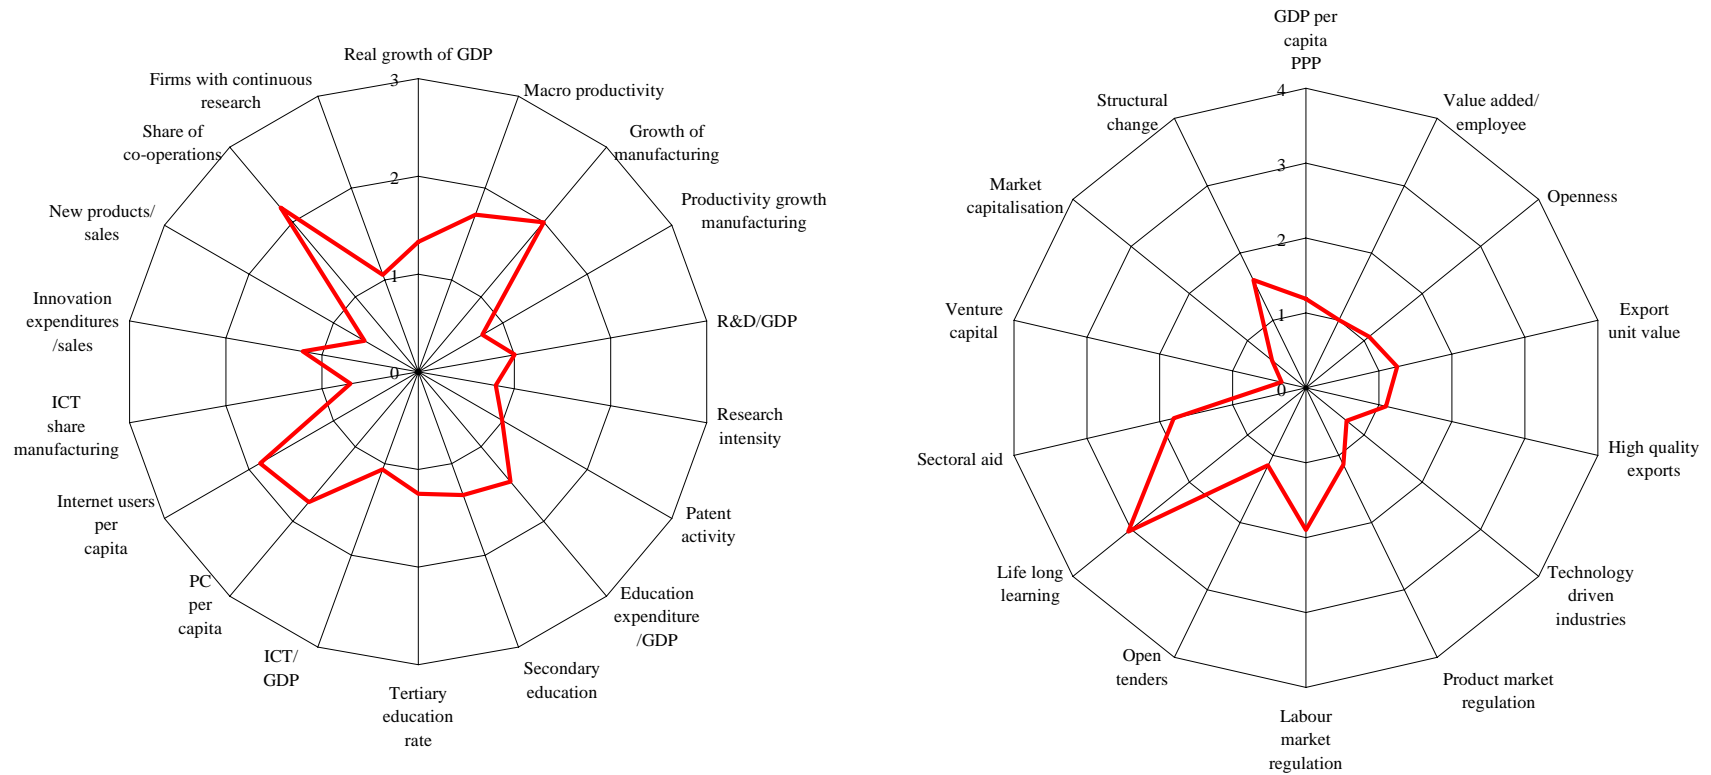 Real growth of GDP
Macro productivity
Growth of
manufacturing
Productivity growth
manufacturing
R&D/GDP
Research
intensity
Patent
activity
Education
expenditure
/GDP
Secondary
education
Tertiary
education
rate
ICT/
GDP
PC
per
capita
Internet users
per
capita
ICT
share
manufacturing
Innovation
expenditures
/sales
New products/
sales
Share of
co-operations
Firms with continuous
research
3
2
1
0
GDP per
capita
PPP
Value added/
employee
Openness
Export
unit value
High quality
exports
Technology
driven
industries
Product market
regulation
Labour
market
regulation
Open
tenders
Life long
learning
Sectoral aid
Venture
capital
Market
capitalisation
Structural
change
4
3
2
1
0